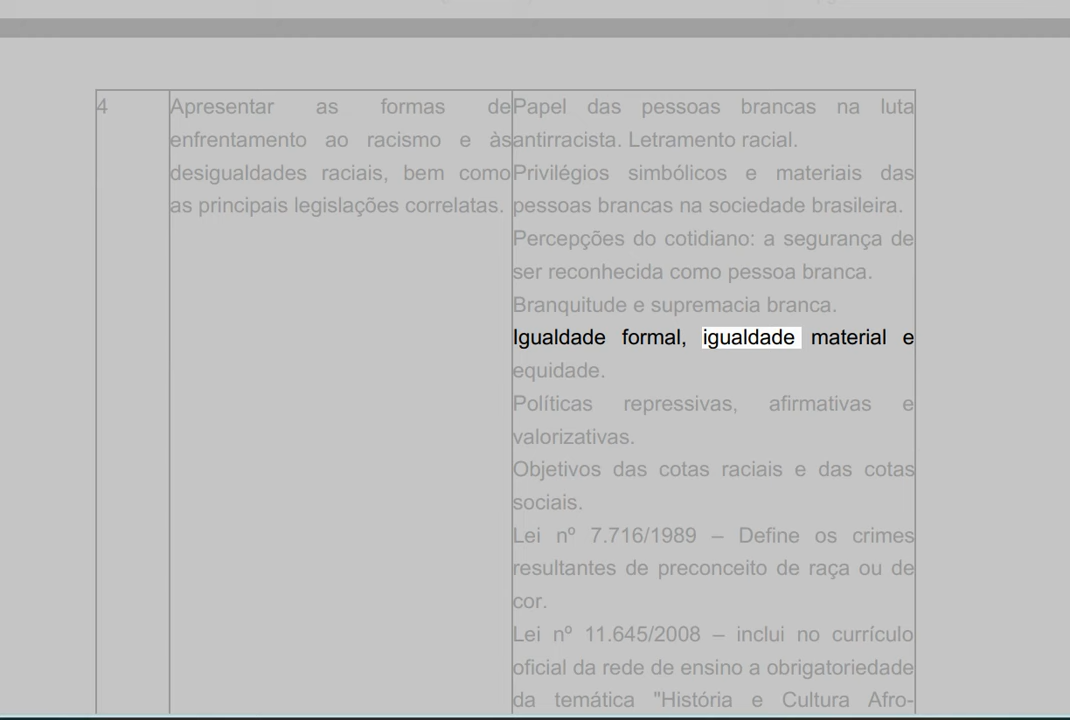 4
Apresentar as formas de
enfrentamento ao racismo e às
desigualdades raciais, bem como
as principais legislações correlatas.
Papel das pessoas brancas na luta
antirracista. Letramento racial.
Privilégios simbólicos e materiais das
pessoas brancas na sociedade brasileira.
Percepções do cotidiano: a segurança de
ser reconhecida como pessoa branca.
Branquitude e supremacia branca.
Igualdade formal, igualdade material e
equidade.
Políticas repressivas, afirmativas e
valorizativas.
Objetivos das cotas raciais e das cotas
sociais.
Lei nº 7.716/1989 – Define os crimes
resultantes de preconceito de raça ou de
cor.
Lei nº 11.645/2008 – inclui no currículo
oficial da rede de ensino a obrigatoriedade
da temática "História e Cultura Afro-